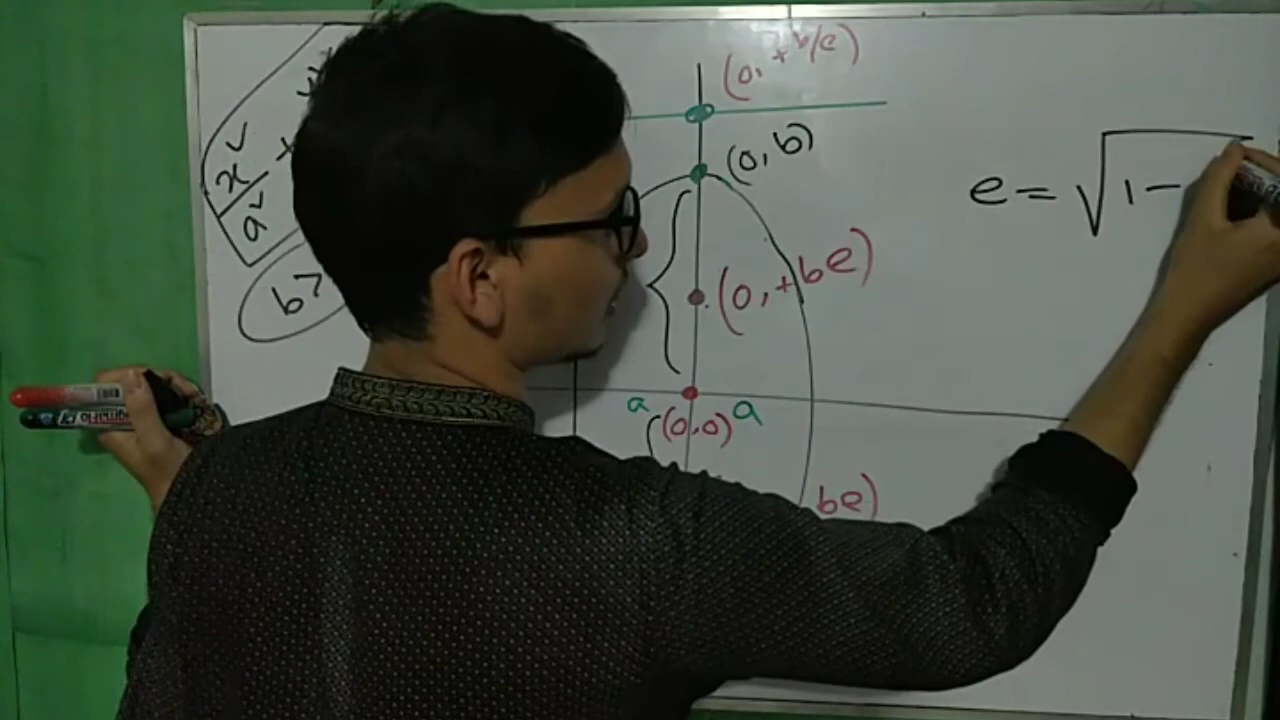 (0, +b/e)
(0, b)
e = √1 −
x²
a²
(0, +be)
b>
a
a
(0,0)
be)